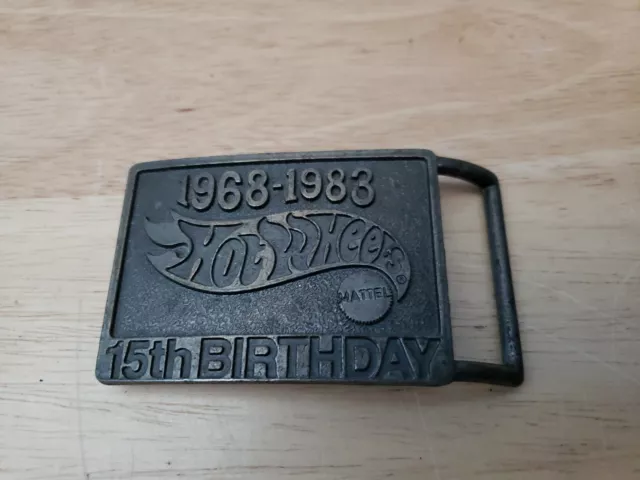 1968-1983
Hot Wheels®
MATTEL
15th BIRTHDAY